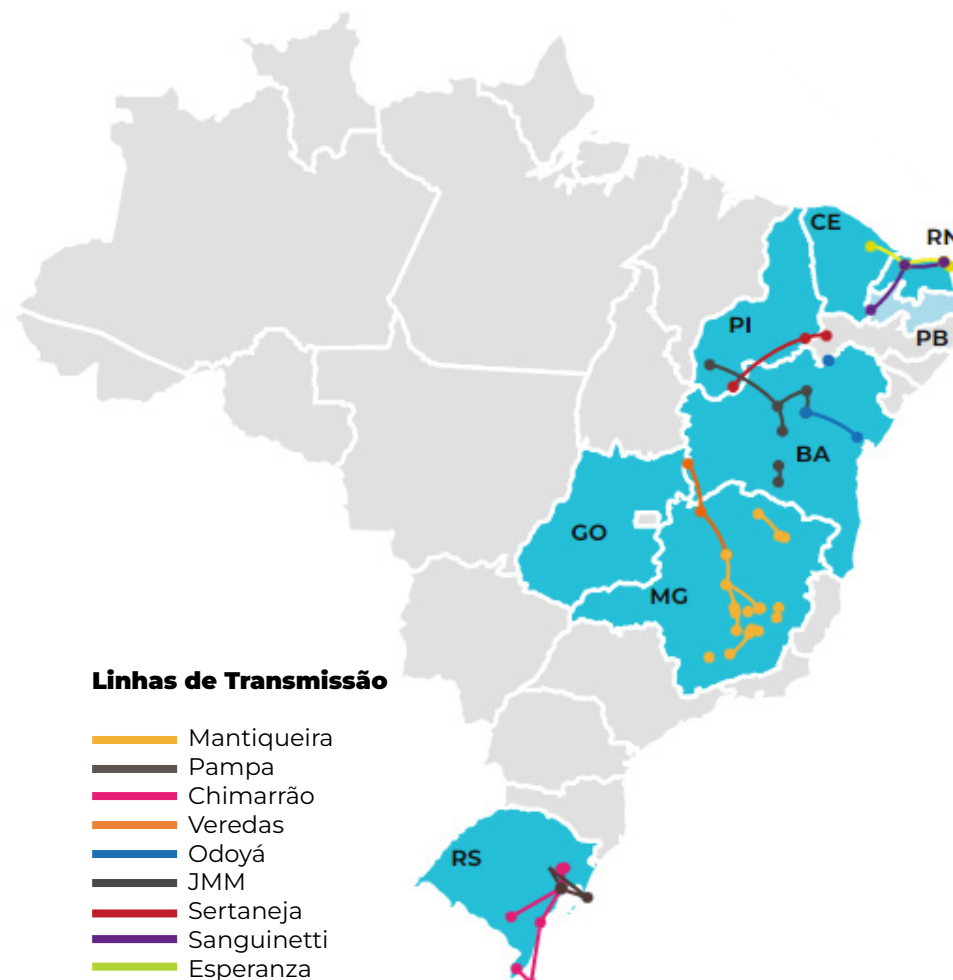 CE
RN
PI
PB
BA
GO
MG
Linhas de Transmissão
Mantiqueira
Pampa
Chimarrão
Veredas
Odoyá
JMM
Sertaneja
Sanguinetti
Esperanza
RS